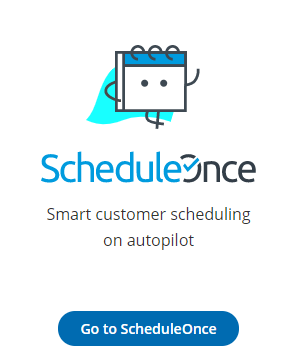 ScheduleOnce
Smart customer scheduling
on autopilot
Go to ScheduleOnce